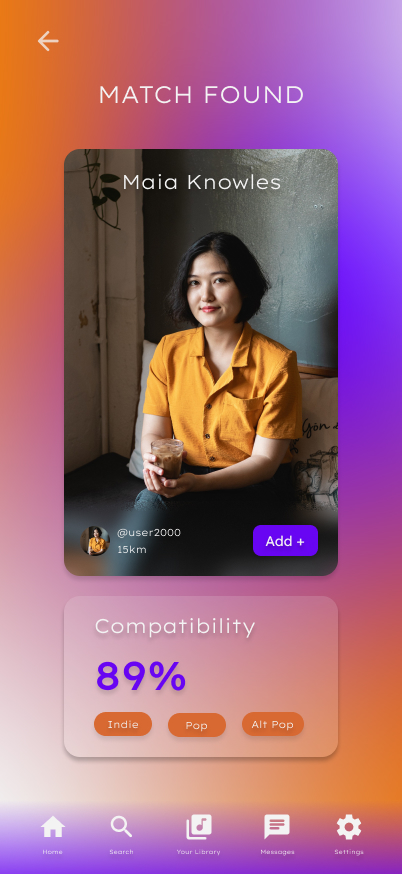 MATCH FOUND
Maia Knowles
Gön
@user2000
15km
Add +
Compatibility
89%
Indie
Pop
Alt Pop
Home
Search
Your Library
Messages
Settings